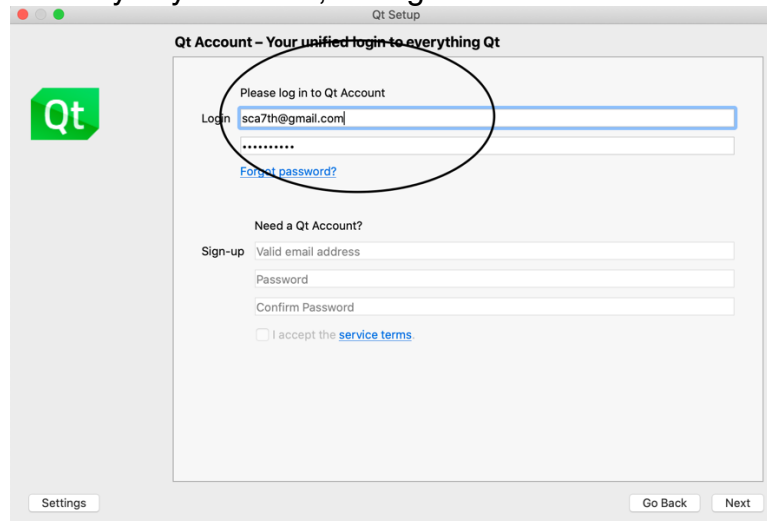 Qt Setup
Qt Account – Your unified login to everything Qt
Qt
Please log in to Qt Account
Login sca7th@gmail.com
••••••••••
Forgot password?
Need a Qt Account?
Sign-up Valid email address
Password
Confirm Password
I accept the service terms.
Settings Go Back Next